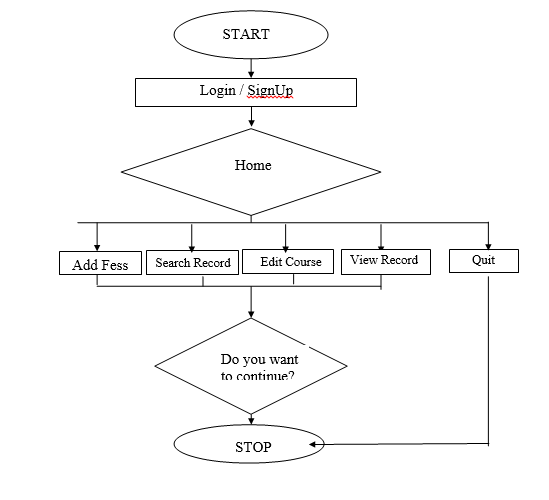 START
Login / SignUp
Home
Add Fess
Search Record
Edit Course
View Record
Quit
Do you want
to continue?
STOP